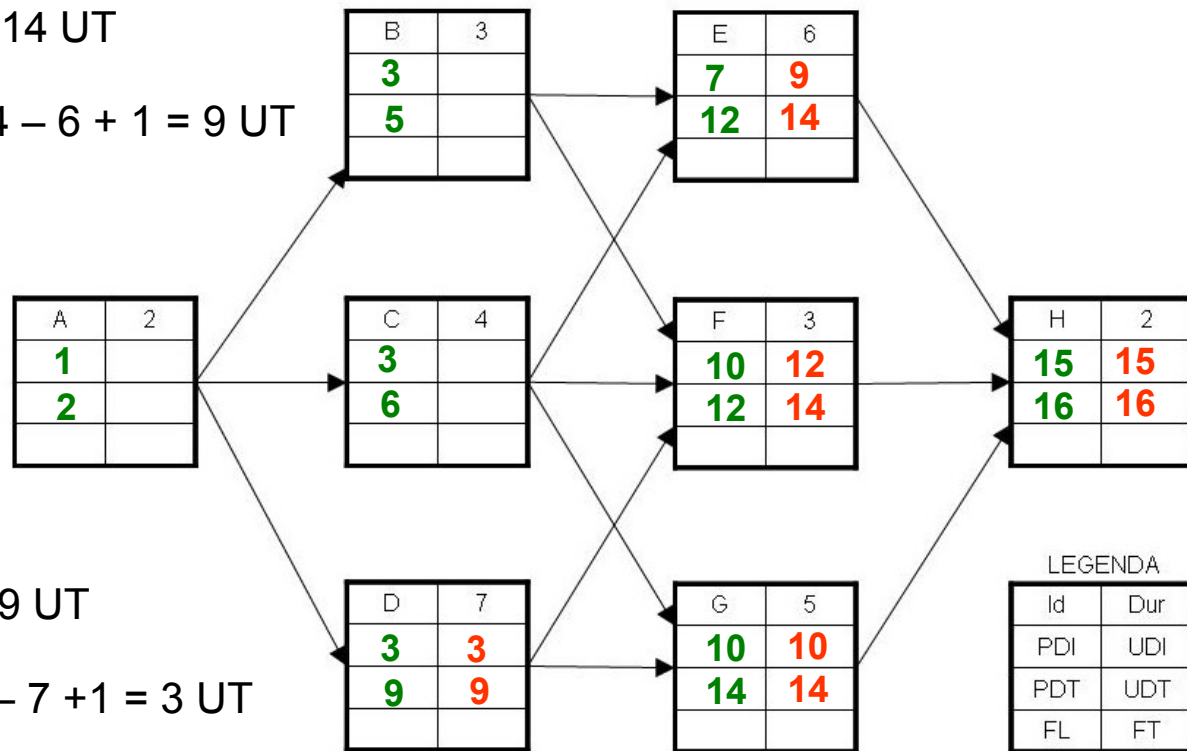 14 UT
4 – 6 + 1 = 9 UT
B 3
3
5
E 6
7 9
12 14
A 2
1
2
C 4
3
6
F 3
10 12
12 14
H 2
15 15
16 16
9 UT
– 7 +1 = 3 UT
D 7
3 3
9 9
G 5
10 10
14 14
LEGENDA
Id Dur
PDI UDI
PDT UDT
FL FT